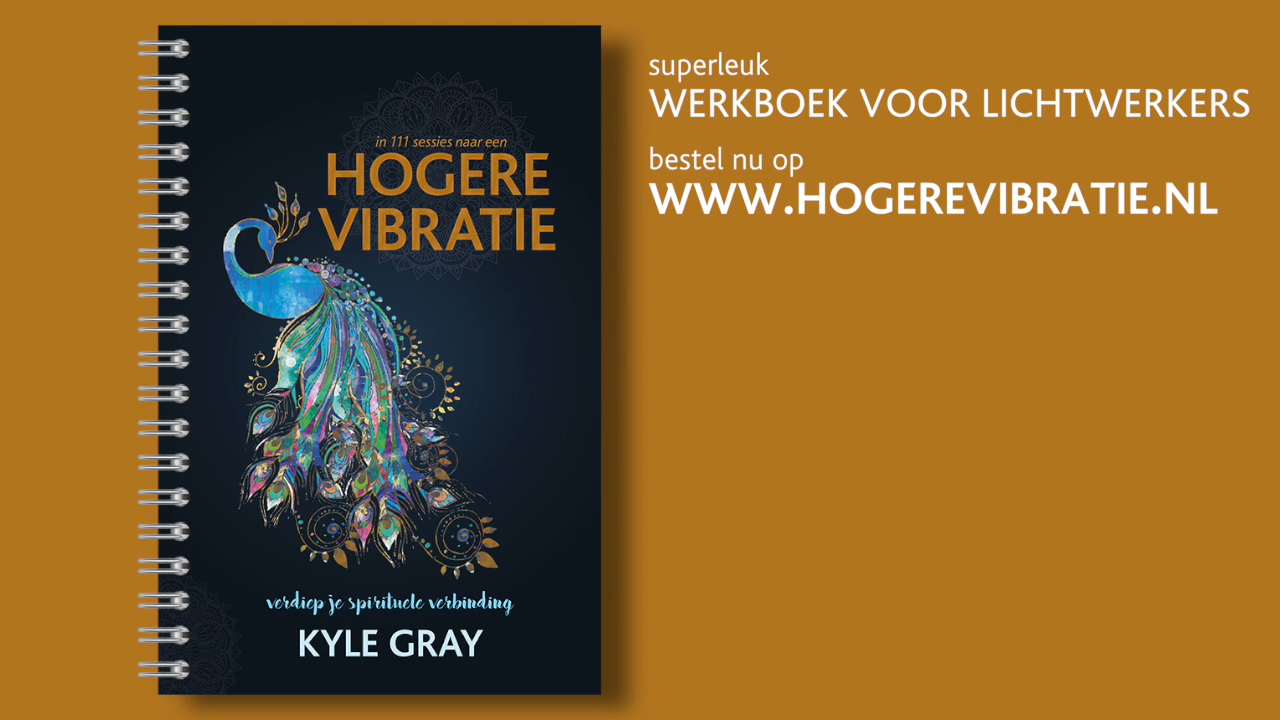 in 111 sessies naar een
HOGERE
VIBRATIE
verdiep je spirituele verbinding
KYLE GRAY
superleuk
WERKBOEK VOOR LICHTWERKERS
bestel nu op
WWW.HOGEREVIBRATIE.NL